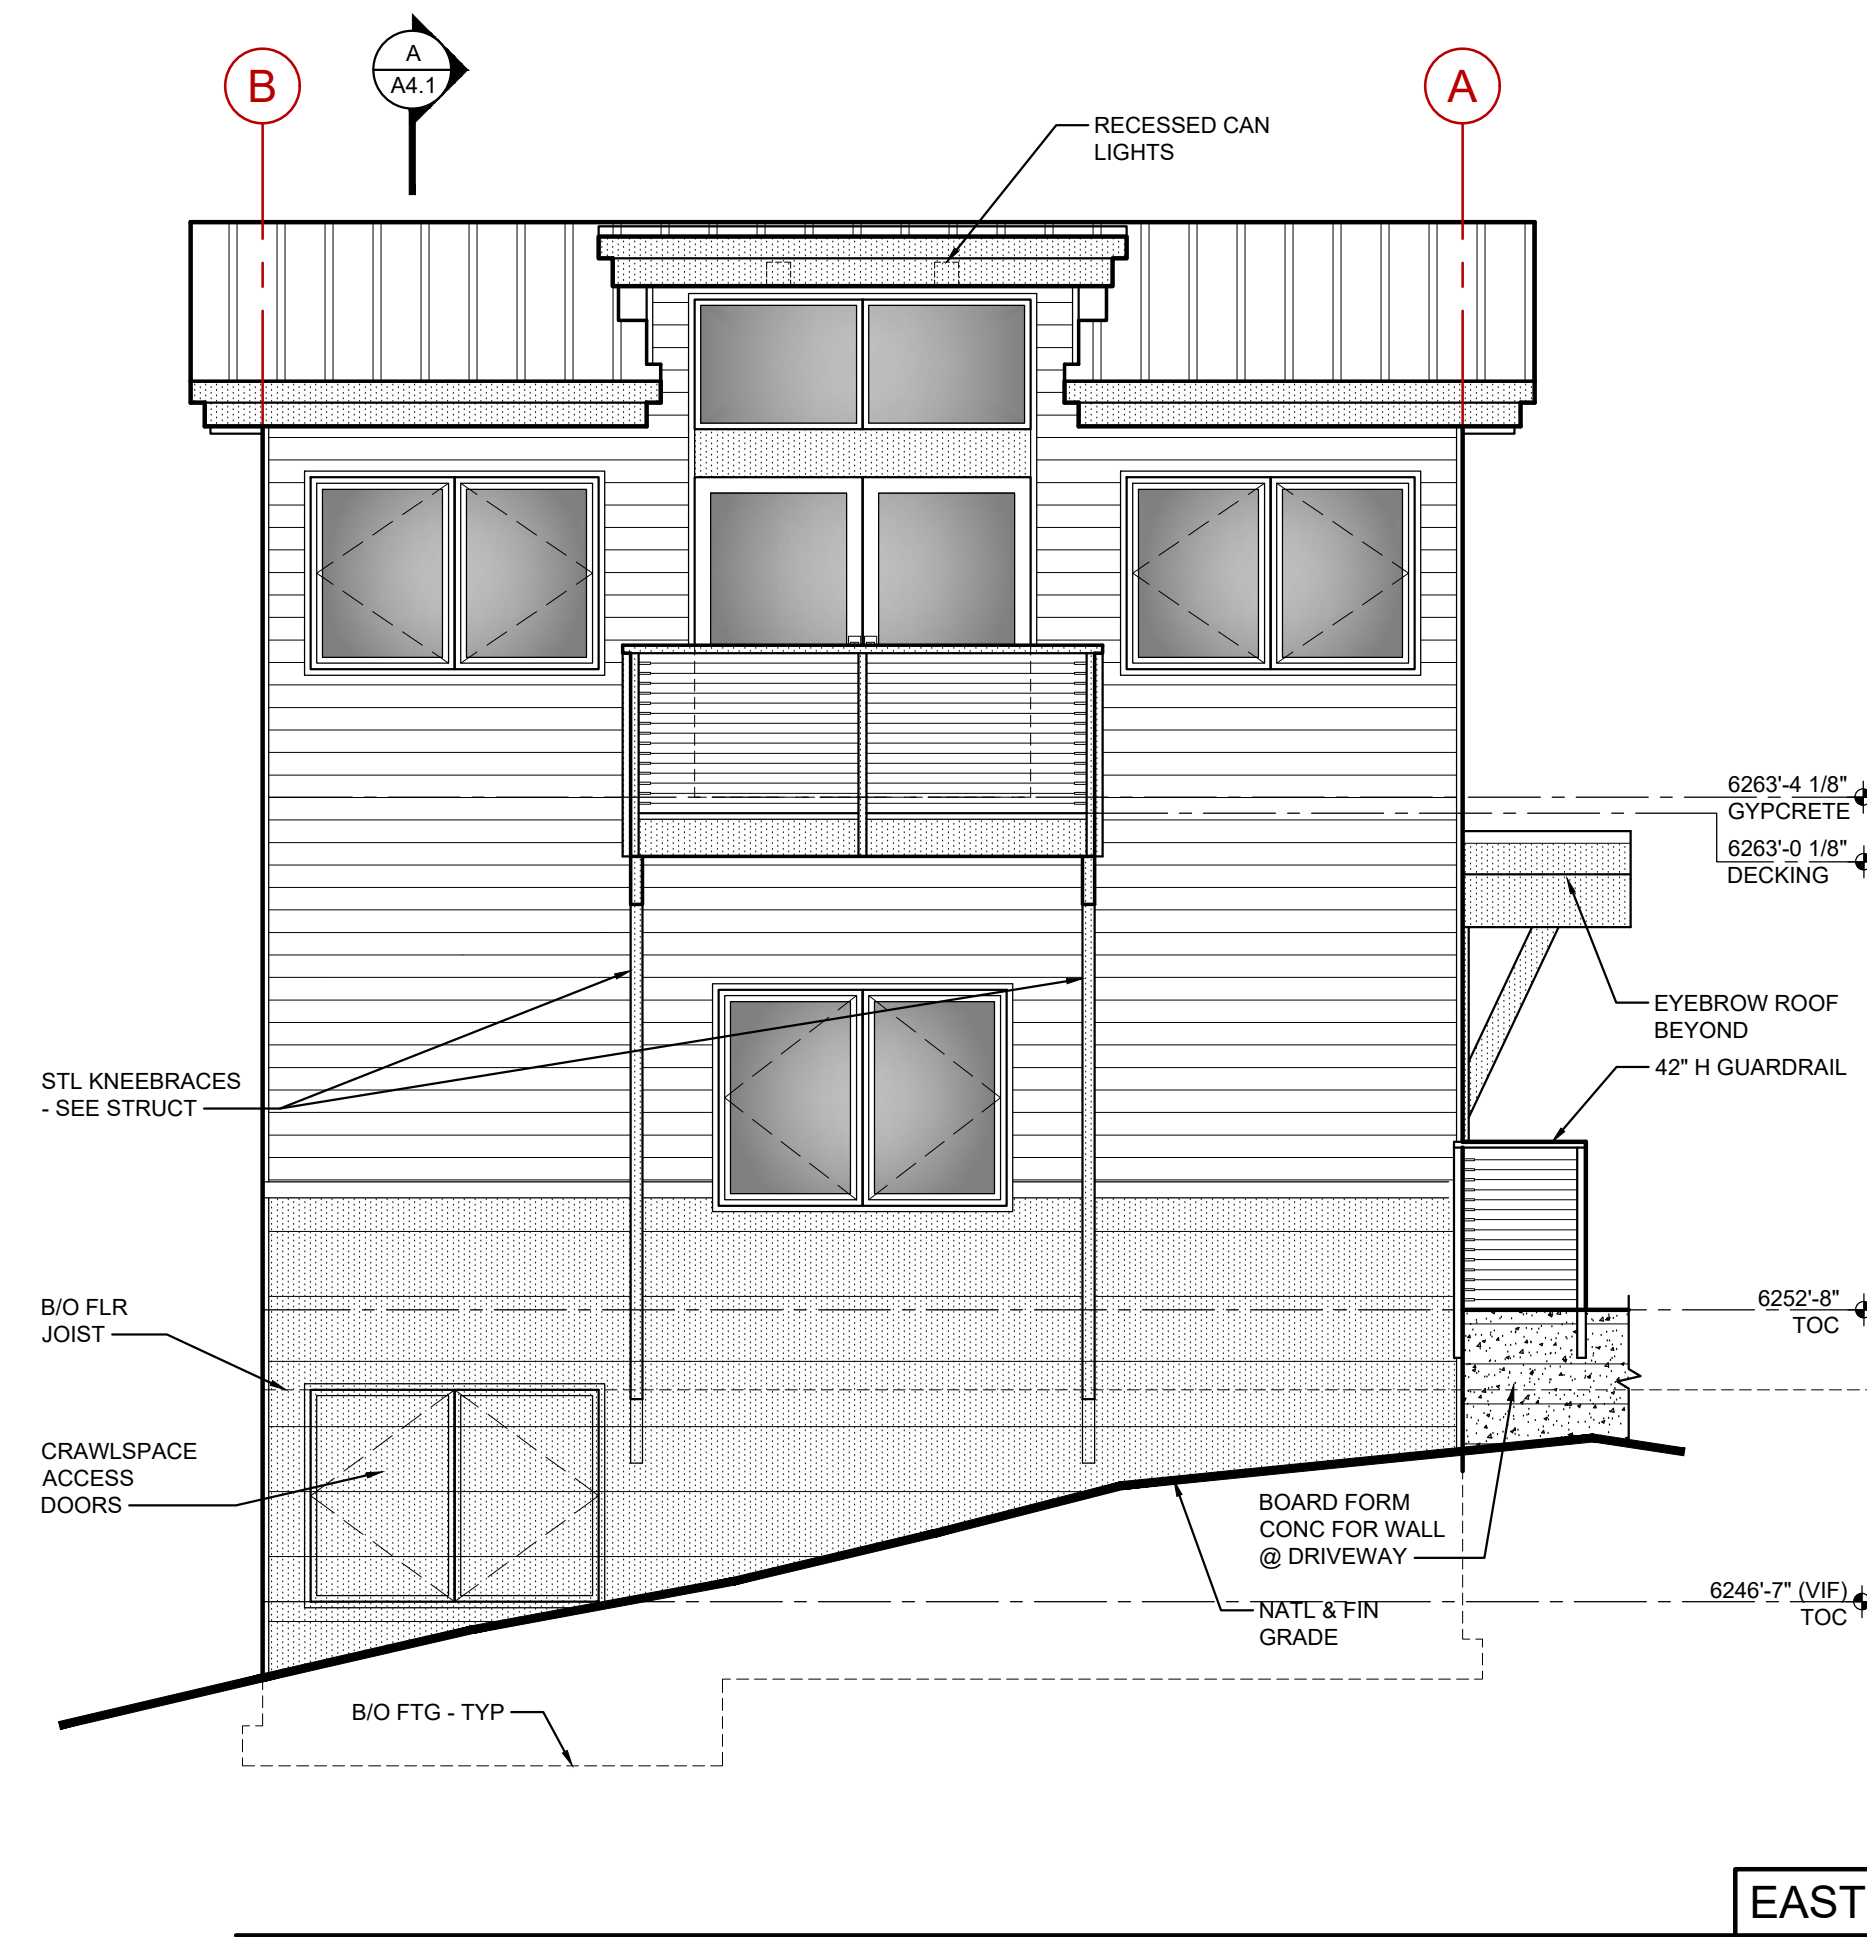 B
A
A4.1
A
RECESSED CAN
LIGHTS
6263'-4 1/8"
GYPCRETE
6263'-0 1/8"
DECKING
EYEBROW ROOF
BEYOND
42" H GUARDRAIL
STL KNEEBRACES
- SEE STRUCT
B/O FLR
JOIST
6252'-8"
TOC
CRAWLSPACE
ACCESS
DOORS
BOARD FORM
CONC FOR WALL
@ DRIVEWAY
6246'-7" (VIF)
TOC
NATL & FIN
GRADE
B/O FTG - TYP
EAST